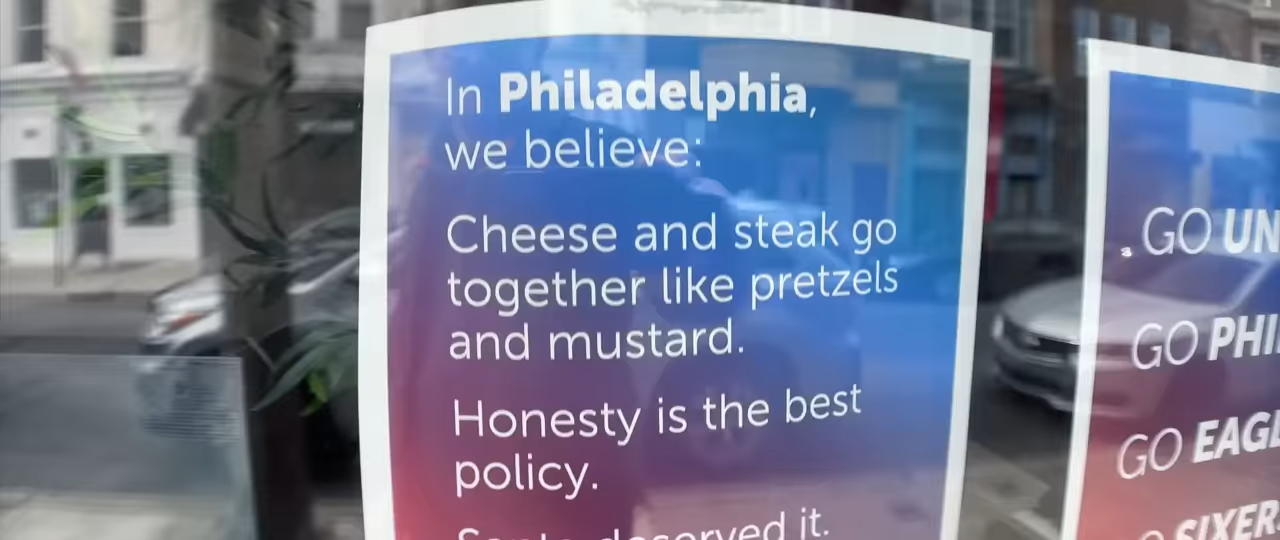 In Philadelphia,
we believe:
Cheese and steak go
together like pretzels
and mustard.
Honesty is the best
policy.
Santa deserved it.
GO UN
GO PHI
GO EAGL
SIXER